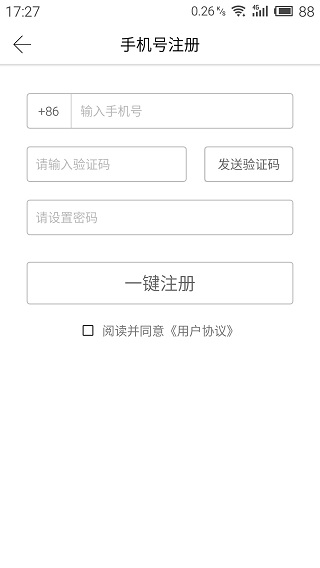 17:27 0.26 K/s 4G 88
手机号注册
+86 输入手机号
请输入验证码 发送验证码
请设置密码
一键注册
阅读并同意《用户协议》